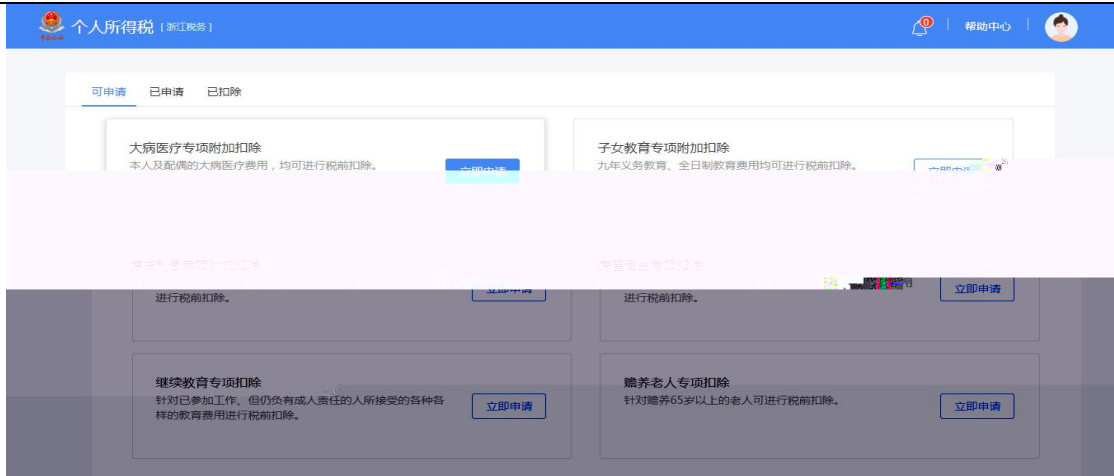 个人所得税 [ 浙江税务 ]
0
帮助中心
可申请 已申请 已扣除
大病医疗专项附加扣除
本人及配偶的大病医疗费用，均可进行税前扣除。
立即申请
子女教育专项附加扣除
九年义务教育、全日制教育费用均可进行税前扣除。
进行税前扣除。
立即申请
进行税前扣除。
立即申请
继续教育专项扣除
针对已参加工作、但仍负有成人责任的人所接受的各种各
样的教育费用进行税前扣除。
立即申请
赡养老人专项扣除
针对赡养65岁以上的老人可进行税前扣除。
立即申请